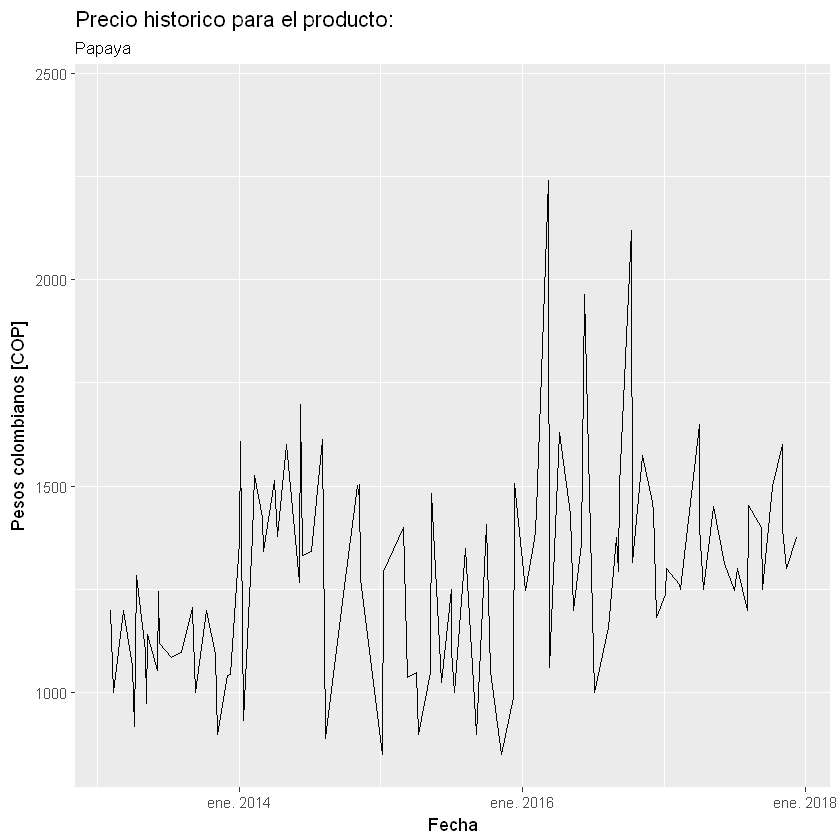 Precio historico para el producto:
Papaya
Pesos colombianos [COP]
2500
2000
1500
1000
ene. 2014
ene. 2016
ene. 2018
Fecha